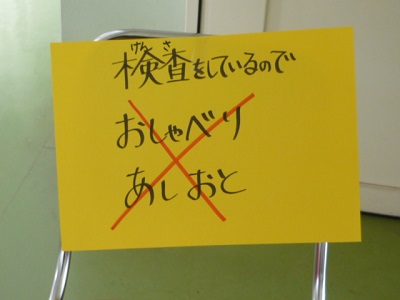 検査をしているので
おしゃべり
あしおと